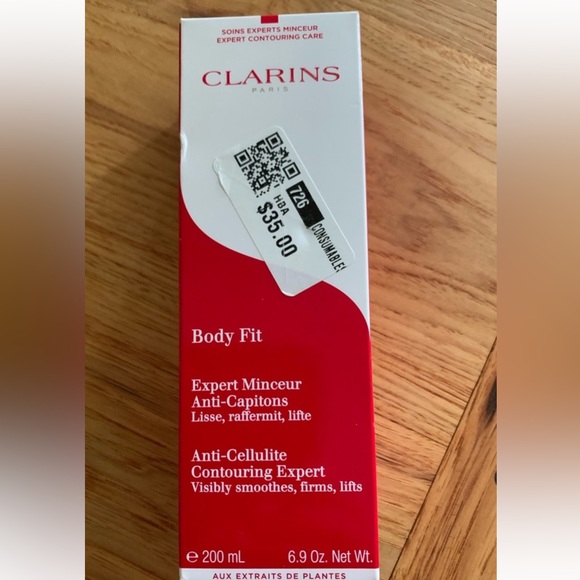 SOINS EXPERTS MINCEUR
EXPERT CONTOURING CARE
CLARINS
PARIS
726 CONSUMABLE
HBA
$35.00
Body Fit
Expert Minceur
Anti-Capitons
Lisse, raffermit, lifte
Anti-Cellulite
Contouring Expert
Visibly smoothes, firms, lifts
℮ 200 mL 6.9 Oz. Net Wt.
AUX EXTRAITS DE PLANTES